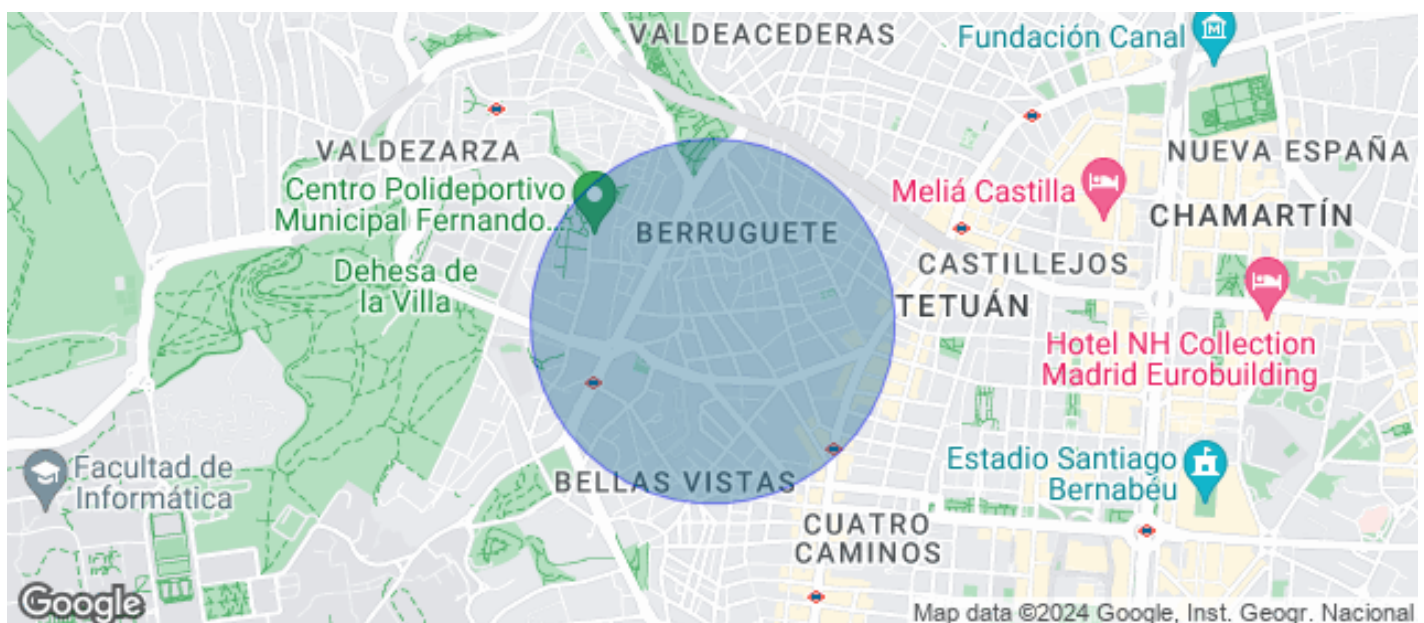 VALDEACEDERAS
Fundación Canal
VALDEZARZA
NUEVA ESPAÑA
Centro Polideportivo
Municipal Fernando...
Meliá Castilla
CHAMARTÍN
BERRUGUETE
CASTILLEJOS
Dehesa de
la Villa
TETUÁN
Hotel NH Collection
Madrid Eurobuilding
Facultad de
Informática
BELLAS VISTAS
Estadio Santiago
Bernabéu
CUATRO
CAMINOS
Google
Map data ©2024 Google, Inst. Geogr. Nacional